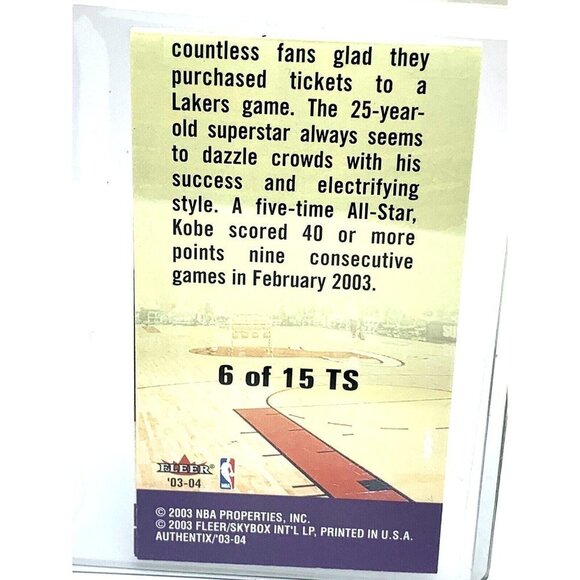 countless fans glad they
purchased tickets to a
Lakers game. The 25-year-
old superstar always seems
to dazzle crowds with his
success and electrifying
style. A five-time All-Star,
Kobe scored 40 or more
points nine consecutive
games in February 2003.
6 of 15 TS
FLEER
'03-04
© 2003 NBA PROPERTIES, INC.
© 2003 FLEER/SKYBOX INT'L LP, PRINTED IN U.S.A.
AUTHENTIX/'03-04